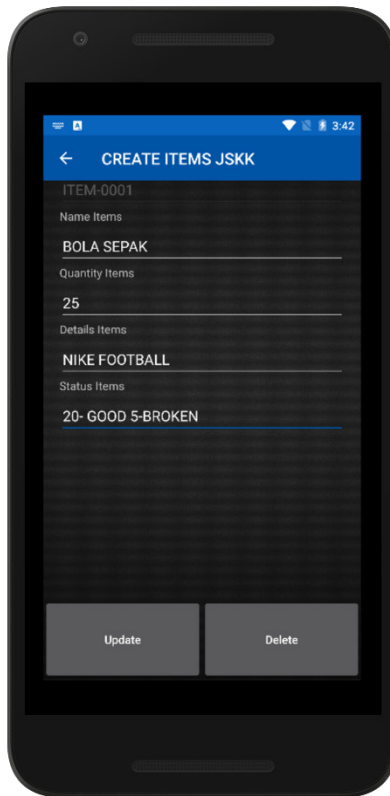 3:42
CREATE ITEMS JSKK
ITEM-0001
Name Items
BOLA SEPAK
Quantity Items
25
Details Items
NIKE FOOTBALL
Status Items
20- GOOD 5-BROKEN
Update Delete